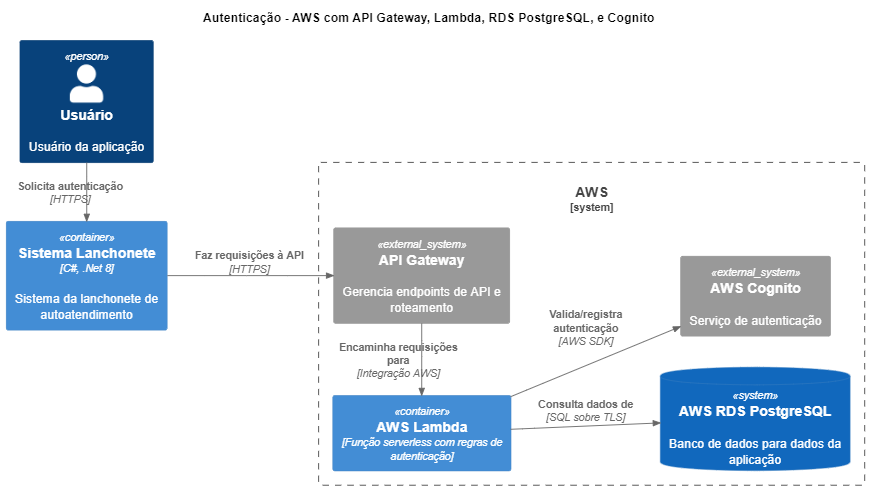 Autenticação - AWS com API Gateway, Lambda, RDS PostgreSQL, e Cognito
«person»
Usuário
Usuário da aplicação
Solicita autenticação
[HTTPS]
«container»
Sistema Lanchonete
[C#, .Net 8]
Sistema da lanchonete de
autoatendimento
Faz requisições à API
[HTTPS]
AWS
[system]
«external_system»
API Gateway
Gerencia endpoints de API e
roteamento
Encaminha requisições
para
[Integração AWS]
«container»
AWS Lambda
[Função serverless com regras de
autenticação]
Valida/registra
autenticação
[AWS SDK]
«external_system»
AWS Cognito
Serviço de autenticação
Consulta dados de
[SQL sobre TLS]
«system»
AWS RDS PostgreSQL
Banco de dados para dados da
aplicação